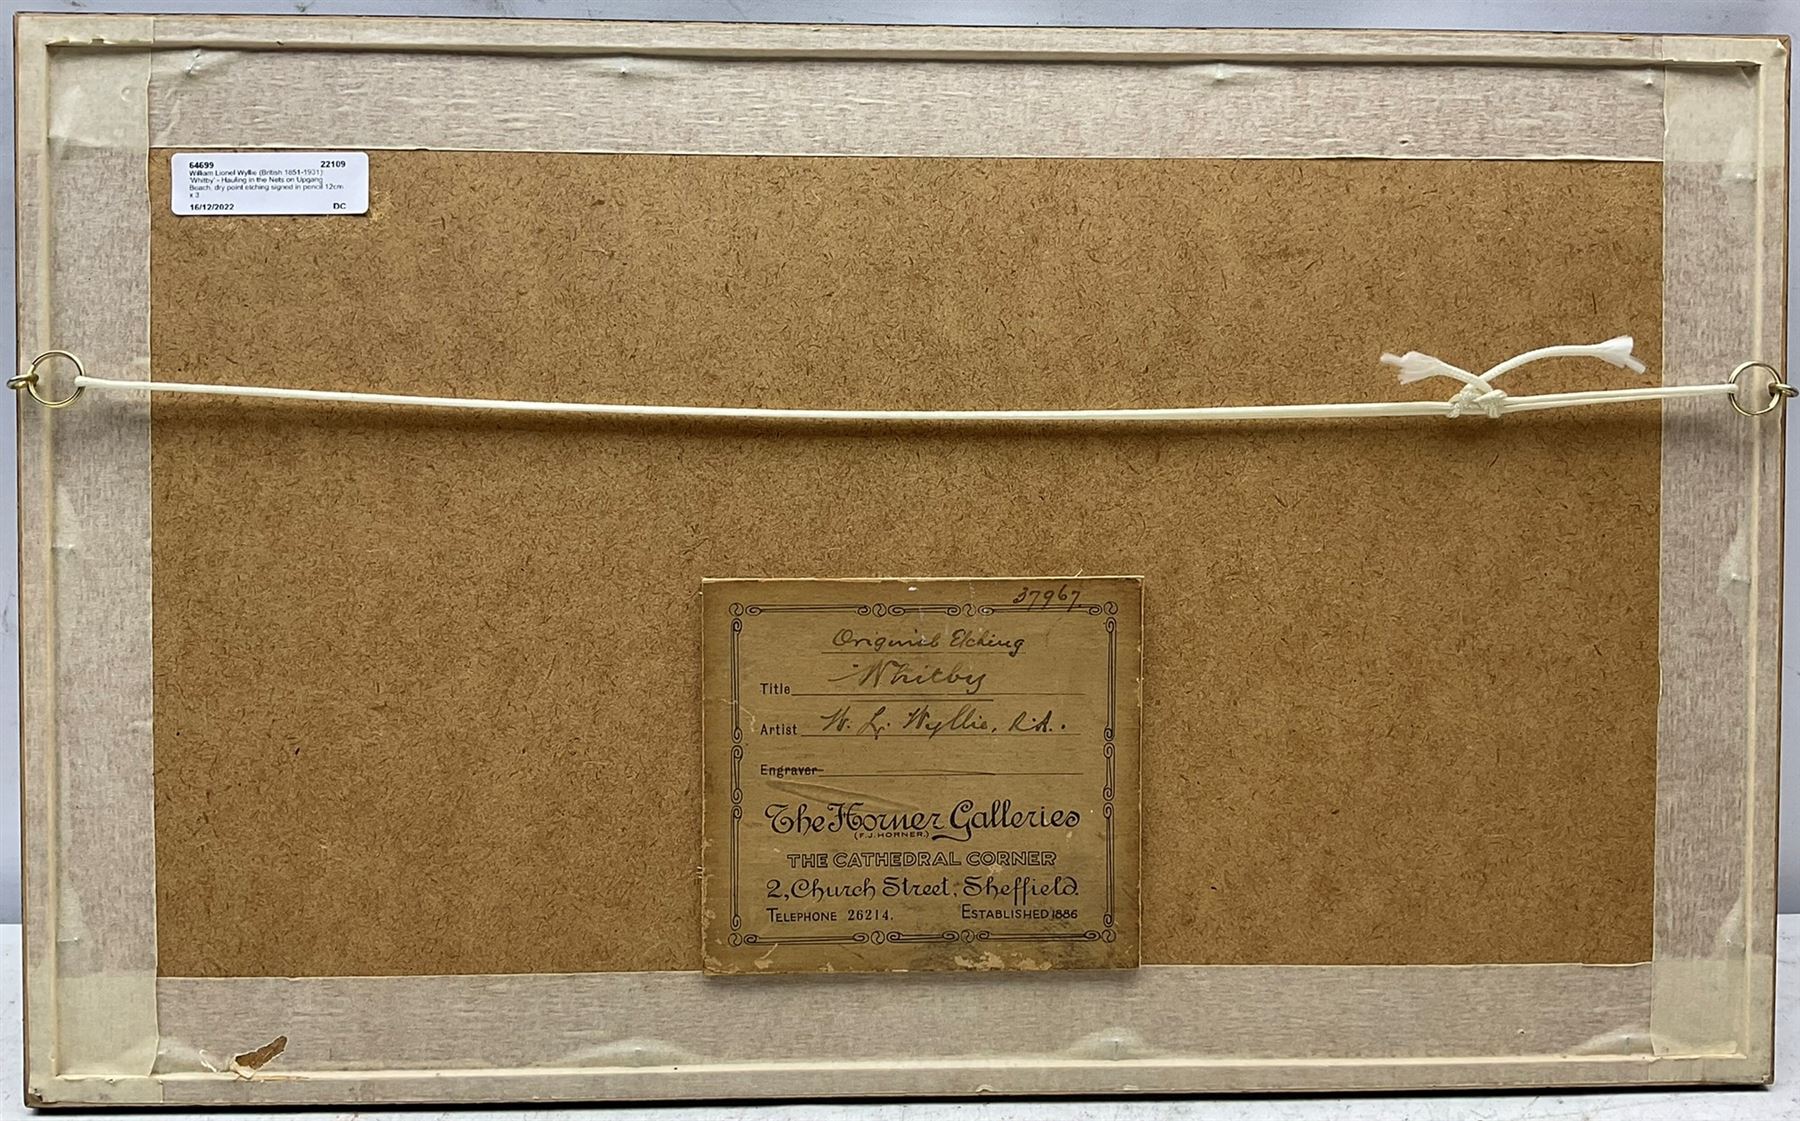 64699 22109
William Lionel Wyllie (British 1851-1931):
'Whitby' - Hauling in the Nets on Upgang
Beach, dry point etching signed in pencil 12cm
x 3
16/12/2022 DC
37967.
Original Etching
Title Whitby
Artist W. L. Wyllie, R.A.
Engraver
The Horner Galleries
(F.J. HORNER.)
THE CATHEDRAL CORNER
2, Church Street, Sheffield.
TELEPHONE 26214. ESTABLISHED 1886